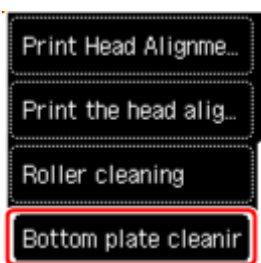 Print Head Alignme...
Print the head alig...
Roller cleaning
Bottom plate cleanir